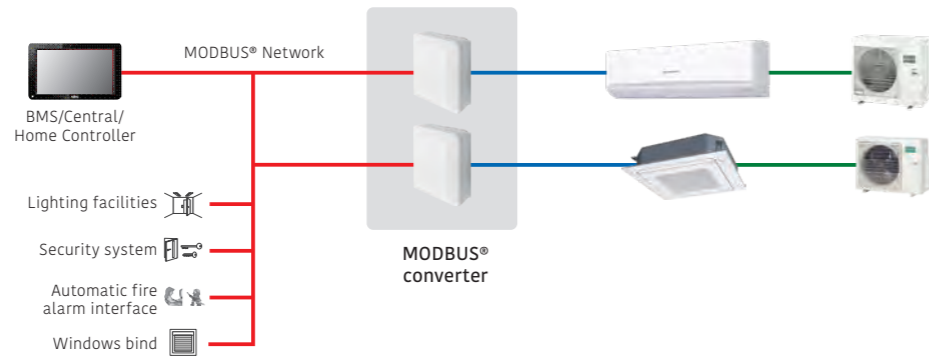 MODBUS® Network
BMS/Central/
Home Controller
Lighting facilities
Security system
Automatic fire
alarm interface
Windows bind
MODBUS®
converter